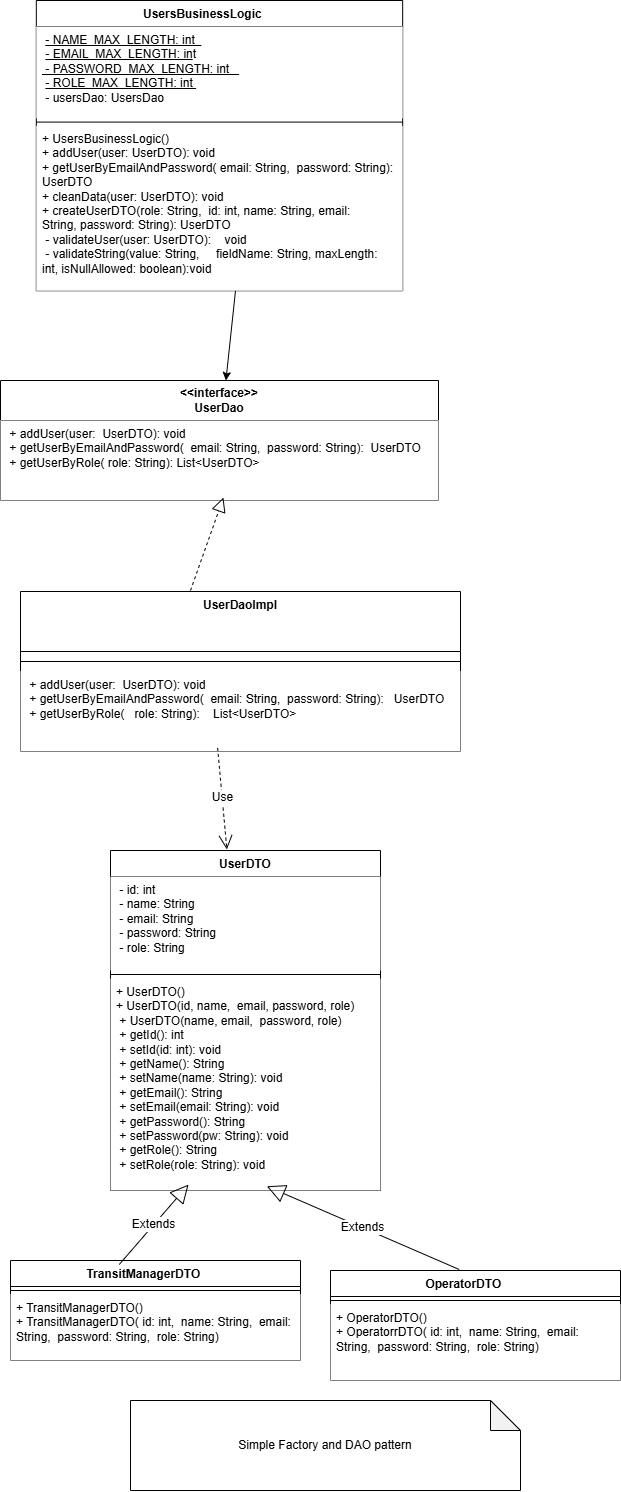 UsersBusinessLogic
- NAME_MAX_LENGTH: int
- EMAIL_MAX_LENGTH: int
- PASSWORD_MAX_LENGTH: int
- ROLE_MAX_LENGTH: int
- usersDao: UsersDao
+ UsersBusinessLogic()
+ addUser(user: UserDTO): void
+ getUserByEmailAndPassword( email: String, password: String):
UserDTO
+ cleanData(user: UserDTO): void
+ createUserDTO(role: String, id: int, name: String, email:
String, password: String): UserDTO
- validateUser(user: UserDTO): void
- validateString(value: String, fieldName: String, maxLength:
int, isNullAllowed: boolean):void
<<interface>>
UserDao
+ addUser(user: UserDTO): void
+ getUserByEmailAndPassword( email: String, password: String): UserDTO
+ getUserByRole( role: String): List<UserDTO>
UserDaoImpl
+ addUser(user: UserDTO): void
+ getUserByEmailAndPassword( email: String, password: String): UserDTO
+ getUserByRole( role: String): List<UserDTO>
Use
UserDTO
- id: int
- name: String
- email: String
- password: String
- role: String
+ UserDTO()
+ UserDTO(id, name, email, password, role)
+ UserDTO(name, email, password, role)
+ getId(): int
+ setId(id: int): void
+ getName(): String
+ setName(name: String): void
+ getEmail(): String
+ setEmail(email: String): void
+ getPassword(): String
+ setPassword(pw: String): void
+ getRole(): String
+ setRole(role: String): void
Extends
Extends
TransitManagerDTO
+ TransitManagerDTO()
+ TransitManagerDTO( id: int, name: String, email:
String, password: String, role: String)
OperatorDTO
+ OperatorDTO()
+ OperatorrDTO( id: int, name: String, email:
String, password: String, role: String)
Simple Factory and DAO pattern